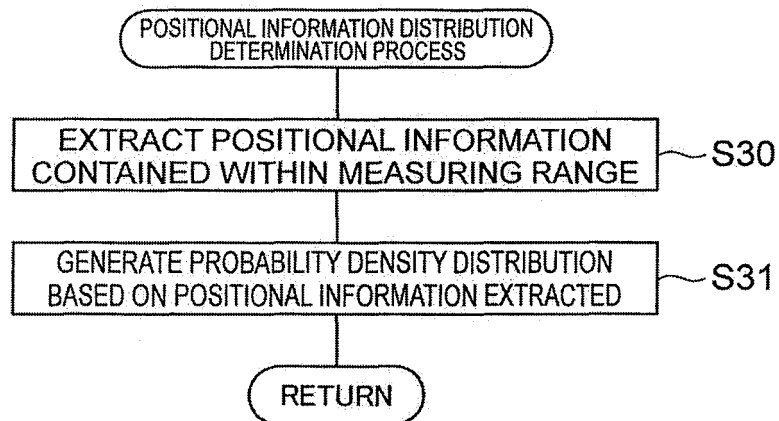 POSITIONAL INFORMATION DISTRIBUTION
DETERMINATION PROCESS
EXTRACT POSITIONAL INFORMATION
CONTAINED WITHIN MEASURING RANGE
S30
GENERATE PROBABILITY DENSITY DISTRIBUTION
BASED ON POSITIONAL INFORMATION EXTRACTED
S31
RETURN